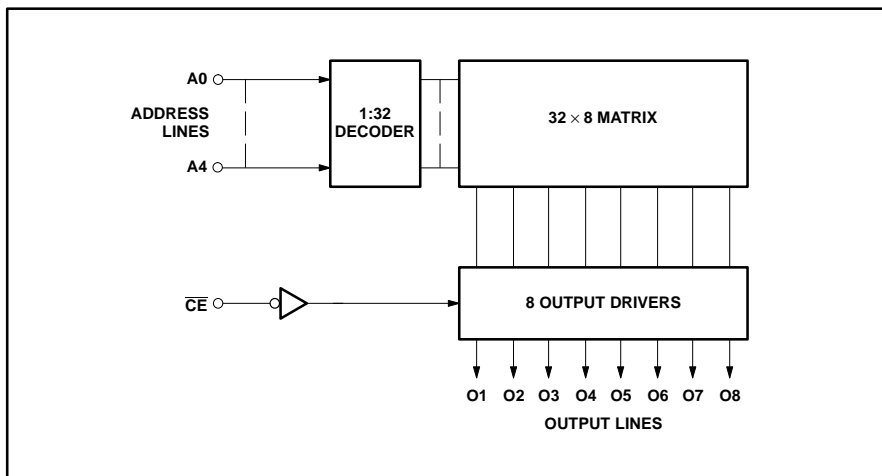 A0
ADDRESS
LINES
A4
1:32
DECODER
32 × 8 MATRIX
C̅E̅
8 OUTPUT DRIVERS
O1 O2 O3 O4 O5 O6 O7 O8
OUTPUT LINES